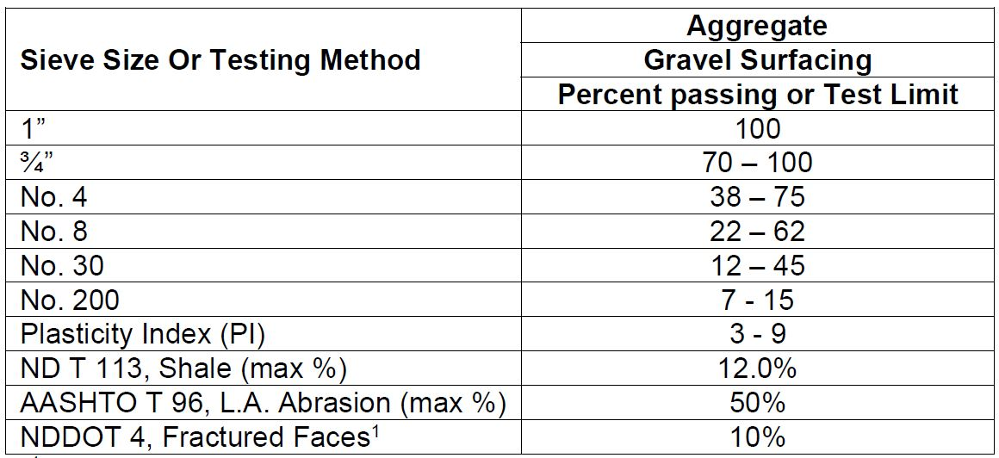 Sieve Size Or Testing Method
Aggregate
Gravel Surfacing
Percent passing or Test Limit
1” 100
¾” 70 – 100
No. 4 38 – 75
No. 8 22 – 62
No. 30 12 – 45
No. 200 7 - 15
Plasticity Index (PI) 3 - 9
ND T 113, Shale (max %) 12.0%
AASHTO T 96, L.A. Abrasion (max %) 50%
NDDOT 4, Fractured Faces¹ 10%